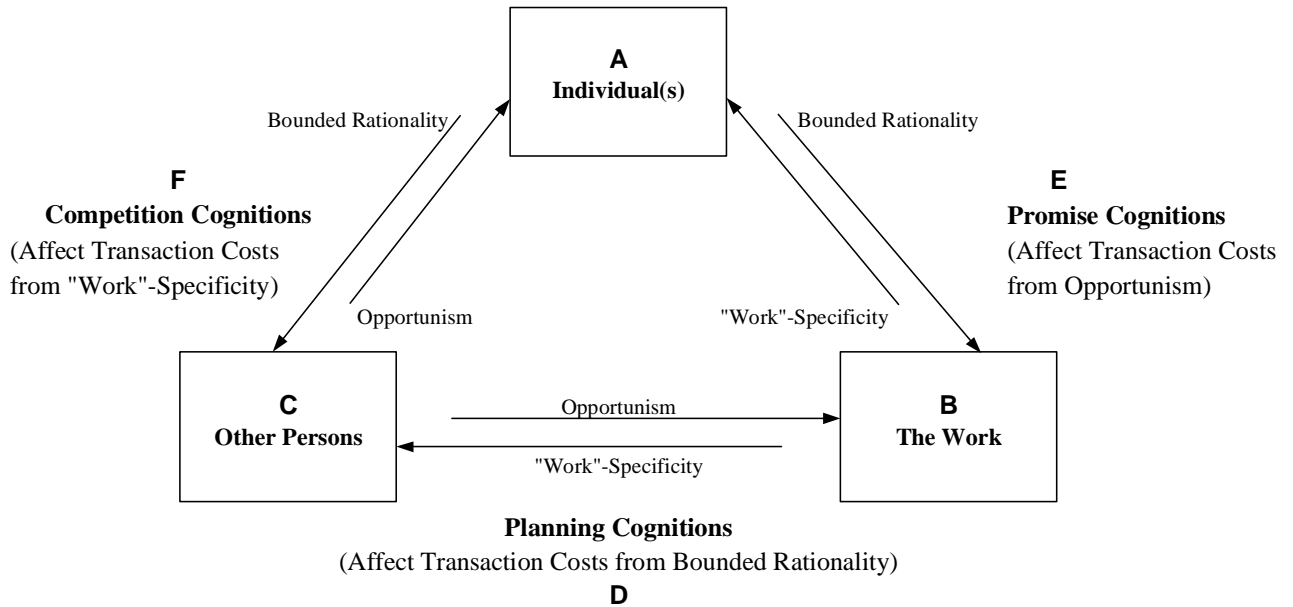 A
Individual(s)
Bounded Rationality
Bounded Rationality
F
Competition Cognitions
(Affect Transaction Costs
from "Work"-Specificity)
E
Promise Cognitions
(Affect Transaction Costs
from Opportunism)
Opportunism
"Work"-Specificity
C
Other Persons
Opportunism
"Work"-Specificity
B
The Work
Planning Cognitions
(Affect Transaction Costs from Bounded Rationality)
D